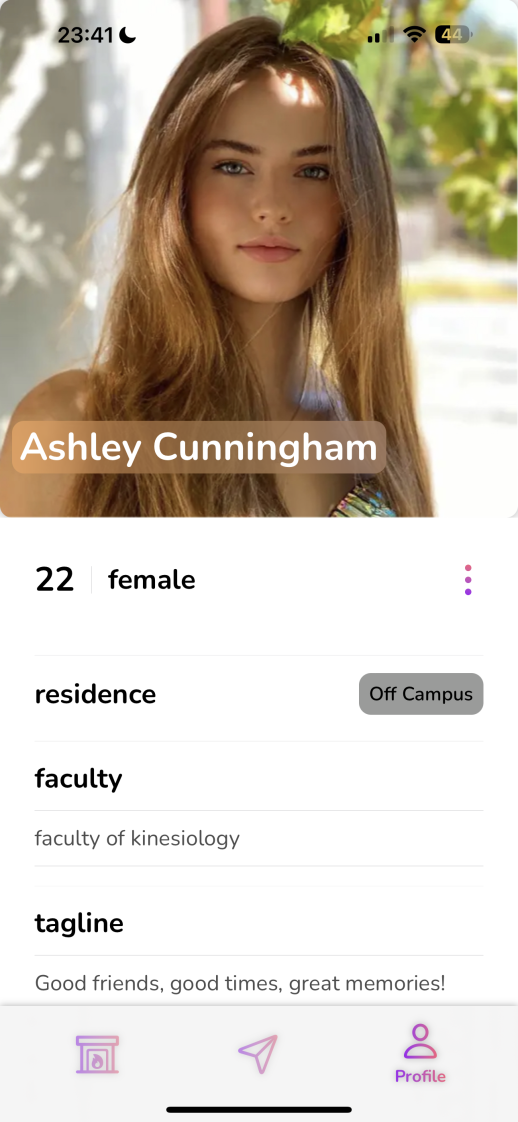 23:41
44
Ashley Cunningham
22 female
residence Off Campus
faculty
faculty of kinesiology
tagline
Good friends, good times, great memories!
Profile